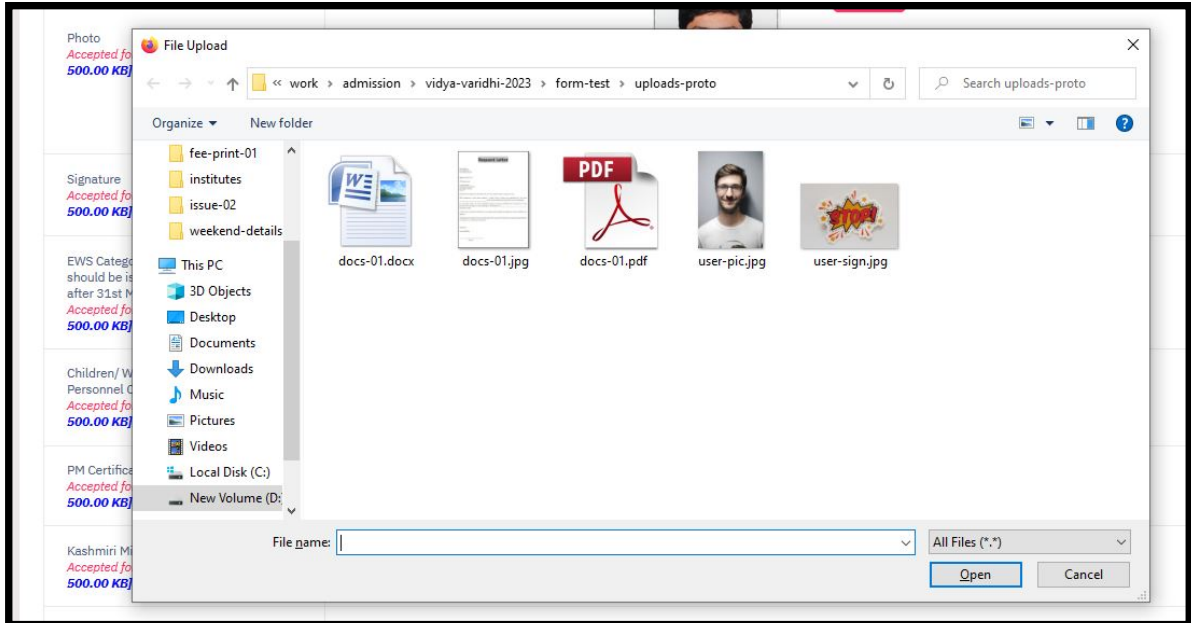 Photo
Accepted fo
500.00 KB]
Signature
Accepted fo
500.00 KB]
EWS Catego
should be is
after 31st M
Accepted fo
500.00 KB]
Children/ W
Personnel C
Accepted fo
500.00 KB]
PM Certifica
Accepted fo
500.00 KB]
Kashmiri Mi
Accepted fo
500.00 KB]
File Upload
« work › admission › vidya-varidhi-2023 › form-test › uploads-proto
Search uploads-proto
Organize
New folder
fee-print-01
institutes
issue-02
weekend-details
This PC
3D Objects
Desktop
Documents
Downloads
Music
Pictures
Videos
Local Disk (C:)
New Volume (D:
W
Request Letter
PDF
STOP!
docs-01.docx
docs-01.jpg
docs-01.pdf
user-pic.jpg
user-sign.jpg
File name:
All Files (*.*)
Open
Cancel